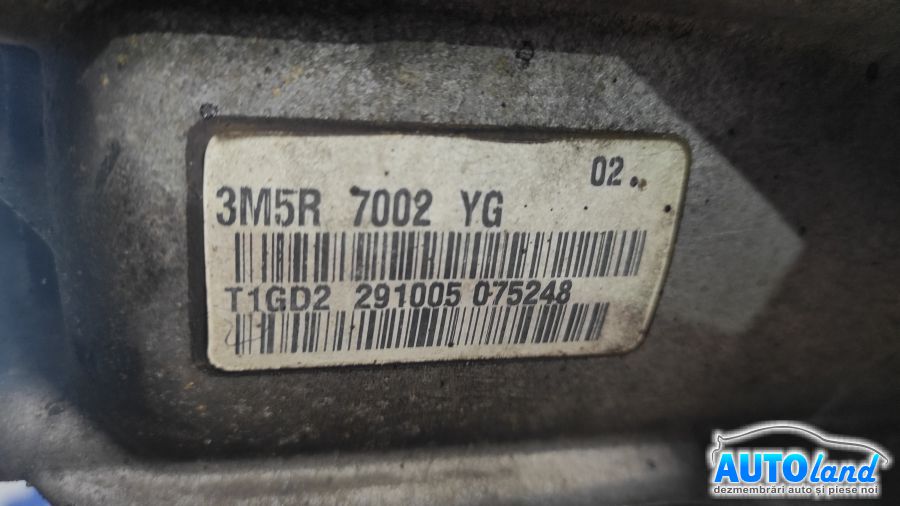 02.
3M5R 7002 YG
T1GD2 291005 075248
AUTOland
dezmembrări auto și piese noi